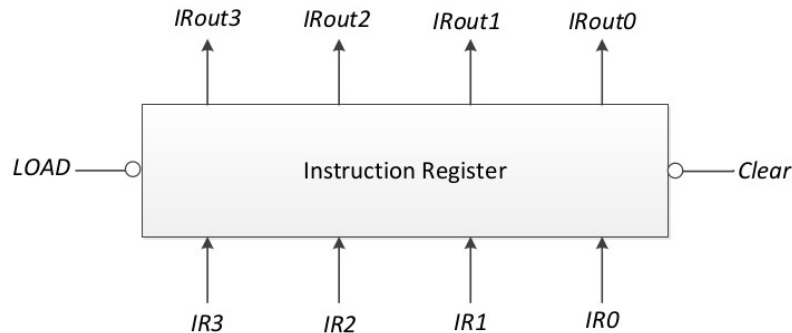 IRout3 IRout2 IRout1 IRout0
LOAD Instruction Register Clear
IR3 IR2 IR1 IR0